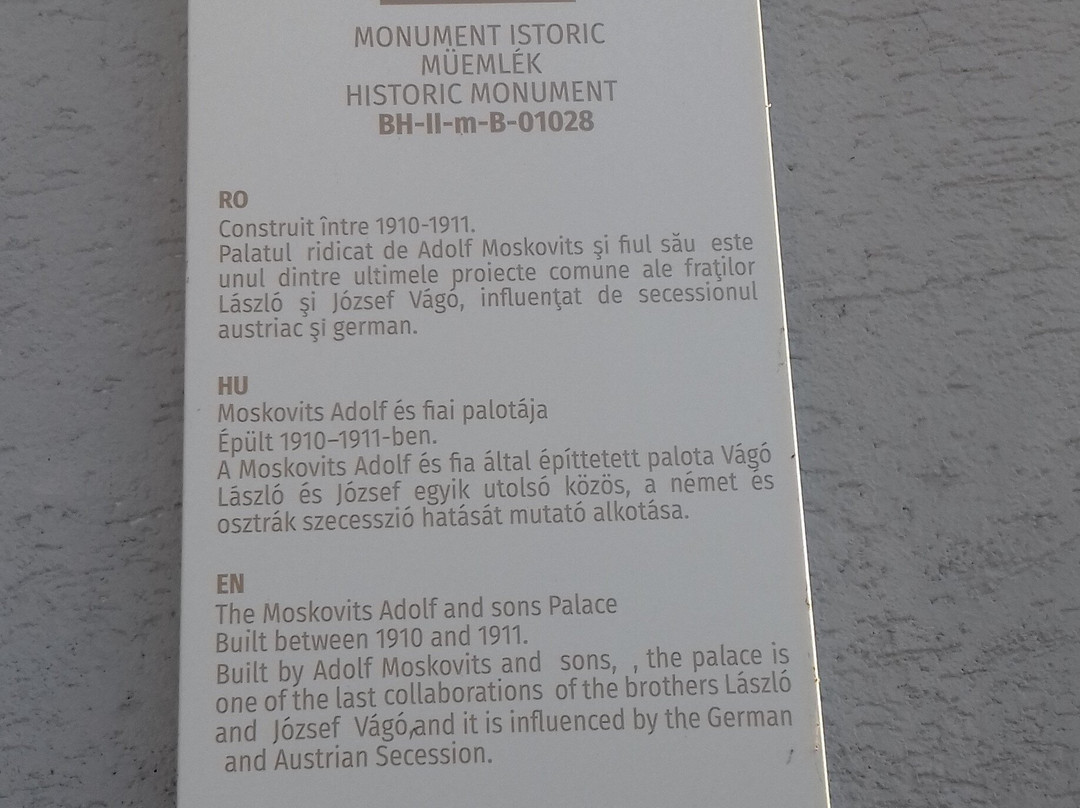 MONUMENT ISTORIC
MÜEMLÉK
HISTORIC MONUMENT
BH-II-m-B-01028
RO
Construit între 1910-1911.
Palatul ridicat de Adolf Moskovits şi fiul său este
unul dintre ultimele proiecte comune ale fraţilor
László şi József Vágó, influenţat de secessionul
austriac şi german.
HU
Moskovits Adolf és fiai palotája
Épült 1910–1911-ben.
A Moskovits Adolf és fia által építtetett palota Vágó
László és József egyik utolsó közös, a német és
osztrák szecesszió hatását mutató alkotása.
EN
The Moskovits Adolf and sons Palace
Built between 1910 and 1911.
Built by Adolf Moskovits and sons, , the palace is
one of the last collaborations of the brothers László
and József Vágó,and it is influenced by the German
and Austrian Secession.